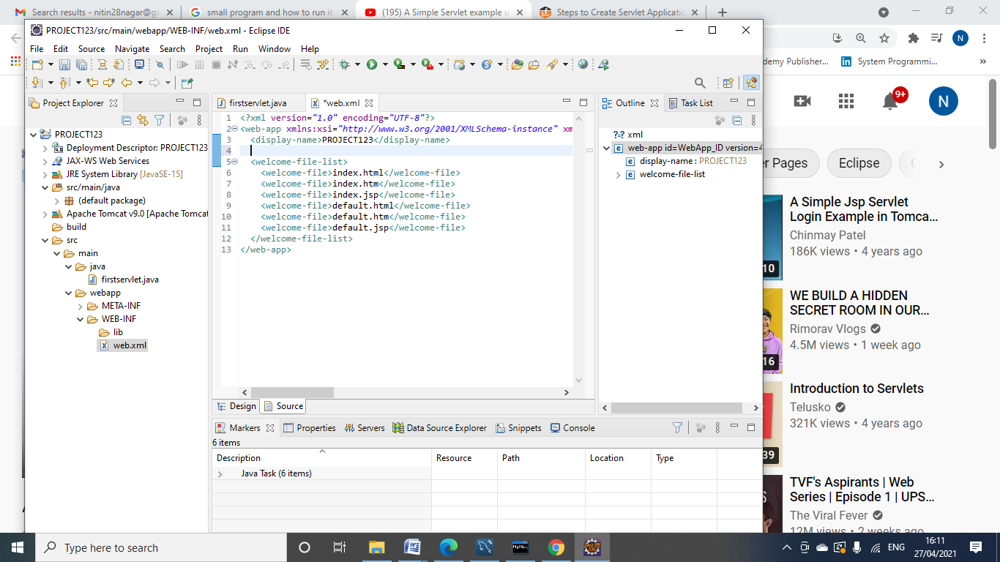 Search results - nitin28nagar@gr
small program and how to run it
(195) A Simple Servlet example u
Steps to Create Servlet Applicatio
PROJECT123/src/main/webapp/WEB-INF/web.xml - Eclipse IDE
File Edit Source Navigate Search Project Run Window Help
N
demy Publisher...
System Programmi...
Project Explorer
firstservlet.java
*web.xml
Outline
Task List
9+
N
PROJECT123
Deployment Descriptor: PROJECT123
JAX-WS Web Services
JRE System Library [JavaSE-15]
src/main/java
(default package)
Apache Tomcat v9.0 [Apache Tomcat
build
src
main
java
firstservlet.java
webapp
META-INF
WEB-INF
lib
web.xml
1 <?xml version="1.0" encoding="UTF-8"?>
2 <web-app xmlns:xsi="http://www.w3.org/2001/XMLSchema-instance" xm
3 <display-name>PROJECT123</display-name>
4
5 <welcome-file-list>
6 <welcome-file>index.html</welcome-file>
7 <welcome-file>index.htm</welcome-file>
8 <welcome-file>index.jsp</welcome-file>
9 <welcome-file>default.html</welcome-file>
10 <welcome-file>default.htm</welcome-file>
11 <welcome-file>default.jsp</welcome-file>
12 </welcome-file-list>
13 </web-app>
Design
Source
?-? xml
web-app id=WebApp_ID version=4
display-name : PROJECT123
welcome-file-list
er Pages
Eclipse
A Simple Jsp Servlet
Login Example in Tomca...
Chinmay Patel
186K views • 4 years ago
10
WE BUILD A HIDDEN
SECRET ROOM IN OUR...
Rimorav Vlogs
4.5M views • 1 week ago
16
Introduction to Servlets
Telusko
321K views • 4 years ago
39
TVF's Aspirants | Web
Series | Episode 1 | UPS...
The Viral Fever
12M views • 2 weeks ago
Markers
Properties
Servers
Data Source Explorer
Snippets
Console
6 items
Description Resource Path Location Type
Java Task (6 items)
Type here to search
ENG
16:11
27/04/2021